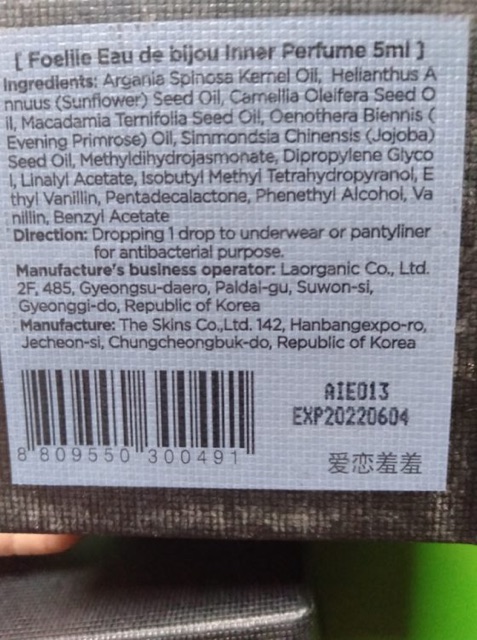 [ Foellie Eau de bijou Inner Perfume 5ml ]
Ingredients: Argania Spinosa Kernel Oil, Helianthus A
nnuus (Sunflower) Seed Oil, Camellia Oleifera Seed O
il, Macadamia Ternifolia Seed Oil, Oenothera Biennis (
Evening Primrose) Oil, Simmondsia Chinensis (Jojoba)
Seed Oil, Methyldihydrojasmonate, Dipropylene Glyco
l, Linalyl Acetate, Isobutyl Methyl Tetrahydropyranol, E
thyl Vanillin, Pentadecalactone, Phenethyl Alcohol, Va
nillin, Benzyl Acetate
Direction: Dropping 1 drop to underwear or pantyliner
for antibacterial purpose.
Manufacture's business operator: Laorganic Co., Ltd.
2F, 485, Gyeongsu-daero, Paldal-gu, Suwon-si,
Gyeonggi-do, Republic of Korea
Manufacture: The Skins Co.,Ltd. 142, Hanbangexpo-ro,
Jecheon-si, Chungcheongbuk-do, Republic of Korea
AIE013
EXP20220604
8 809550 300491
爱恋羞羞